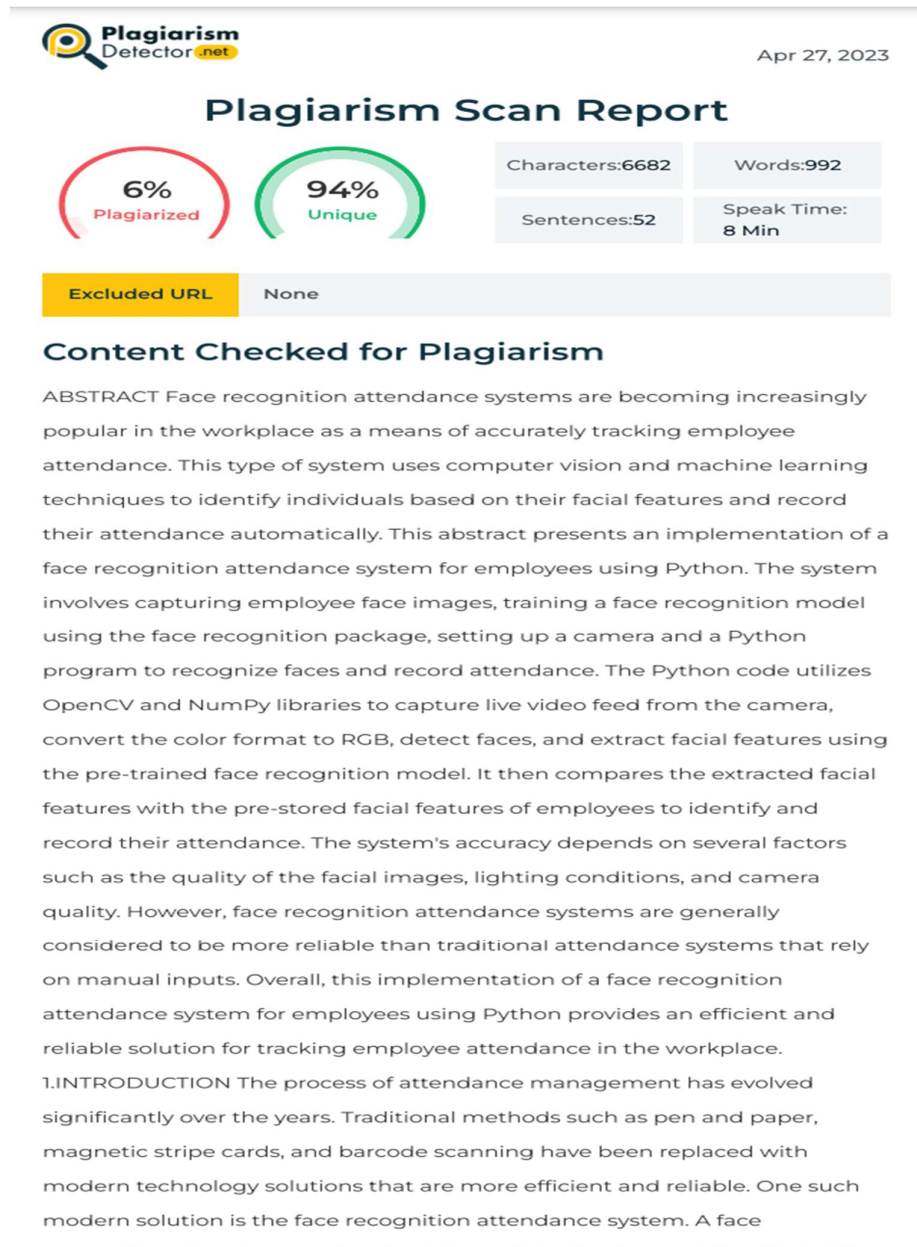 Plagiarism
Detector .net
Apr 27, 2023
Plagiarism Scan Report
6%
Plagiarized
94%
Unique
Characters:6682
Words:992
Sentences:52
Speak Time:
8 Min
Excluded URL
None
Content Checked for Plagiarism
ABSTRACT Face recognition attendance systems are becoming increasingly
popular in the workplace as a means of accurately tracking employee
attendance. This type of system uses computer vision and machine learning
techniques to identify individuals based on their facial features and record
their attendance automatically. This abstract presents an implementation of a
face recognition attendance system for employees using Python. The system
involves capturing employee face images, training a face recognition model
using the face recognition package, setting up a camera and a Python
program to recognize faces and record attendance. The Python code utilizes
OpenCV and NumPy libraries to capture live video feed from the camera,
convert the color format to RGB, detect faces, and extract facial features using
the pre-trained face recognition model. It then compares the extracted facial
features with the pre-stored facial features of employees to identify and
record their attendance. The system's accuracy depends on several factors
such as the quality of the facial images, lighting conditions, and camera
quality. However, face recognition attendance systems are generally
considered to be more reliable than traditional attendance systems that rely
on manual inputs. Overall, this implementation of a face recognition
attendance system for employees using Python provides an efficient and
reliable solution for tracking employee attendance in the workplace.
1.INTRODUCTION The process of attendance management has evolved
significantly over the years. Traditional methods such as pen and paper,
magnetic stripe cards, and barcode scanning have been replaced with
modern technology solutions that are more efficient and reliable. One such
modern solution is the face recognition attendance system. A face